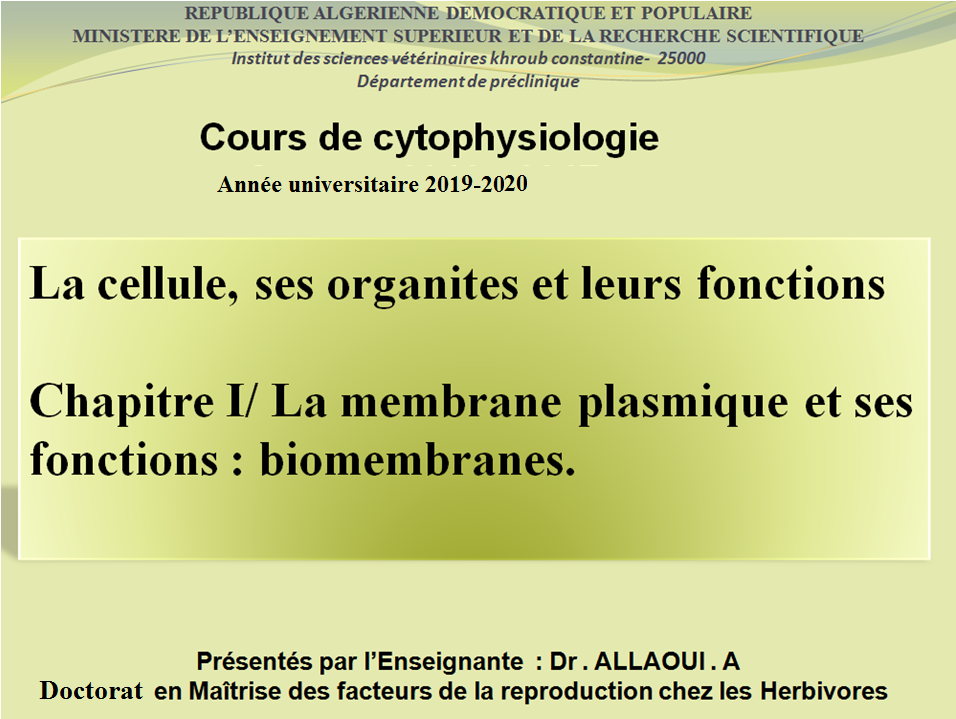 REPUBLIQUE ALGERIENNE DEMOCRATIQUE ET POPULAIRE
MINISTERE DE L'ENSEIGNEMENT SUPERIEUR ET DE LA RECHERCHE SCIENTIFIQUE
Institut des sciences vétérinaires khroub constantine- 25000
Département de préclinique
Cours de cytophysiologie
Année universitaire 2019-2020
La cellule, ses organites et leurs fonctions
Chapitre I/ La membrane plasmique et ses
fonctions : biomembranes.
Présentés par l'Enseignante : Dr . ALLAOUI . A
Doctorat en Maîtrise des facteurs de la reproduction chez les Herbivores